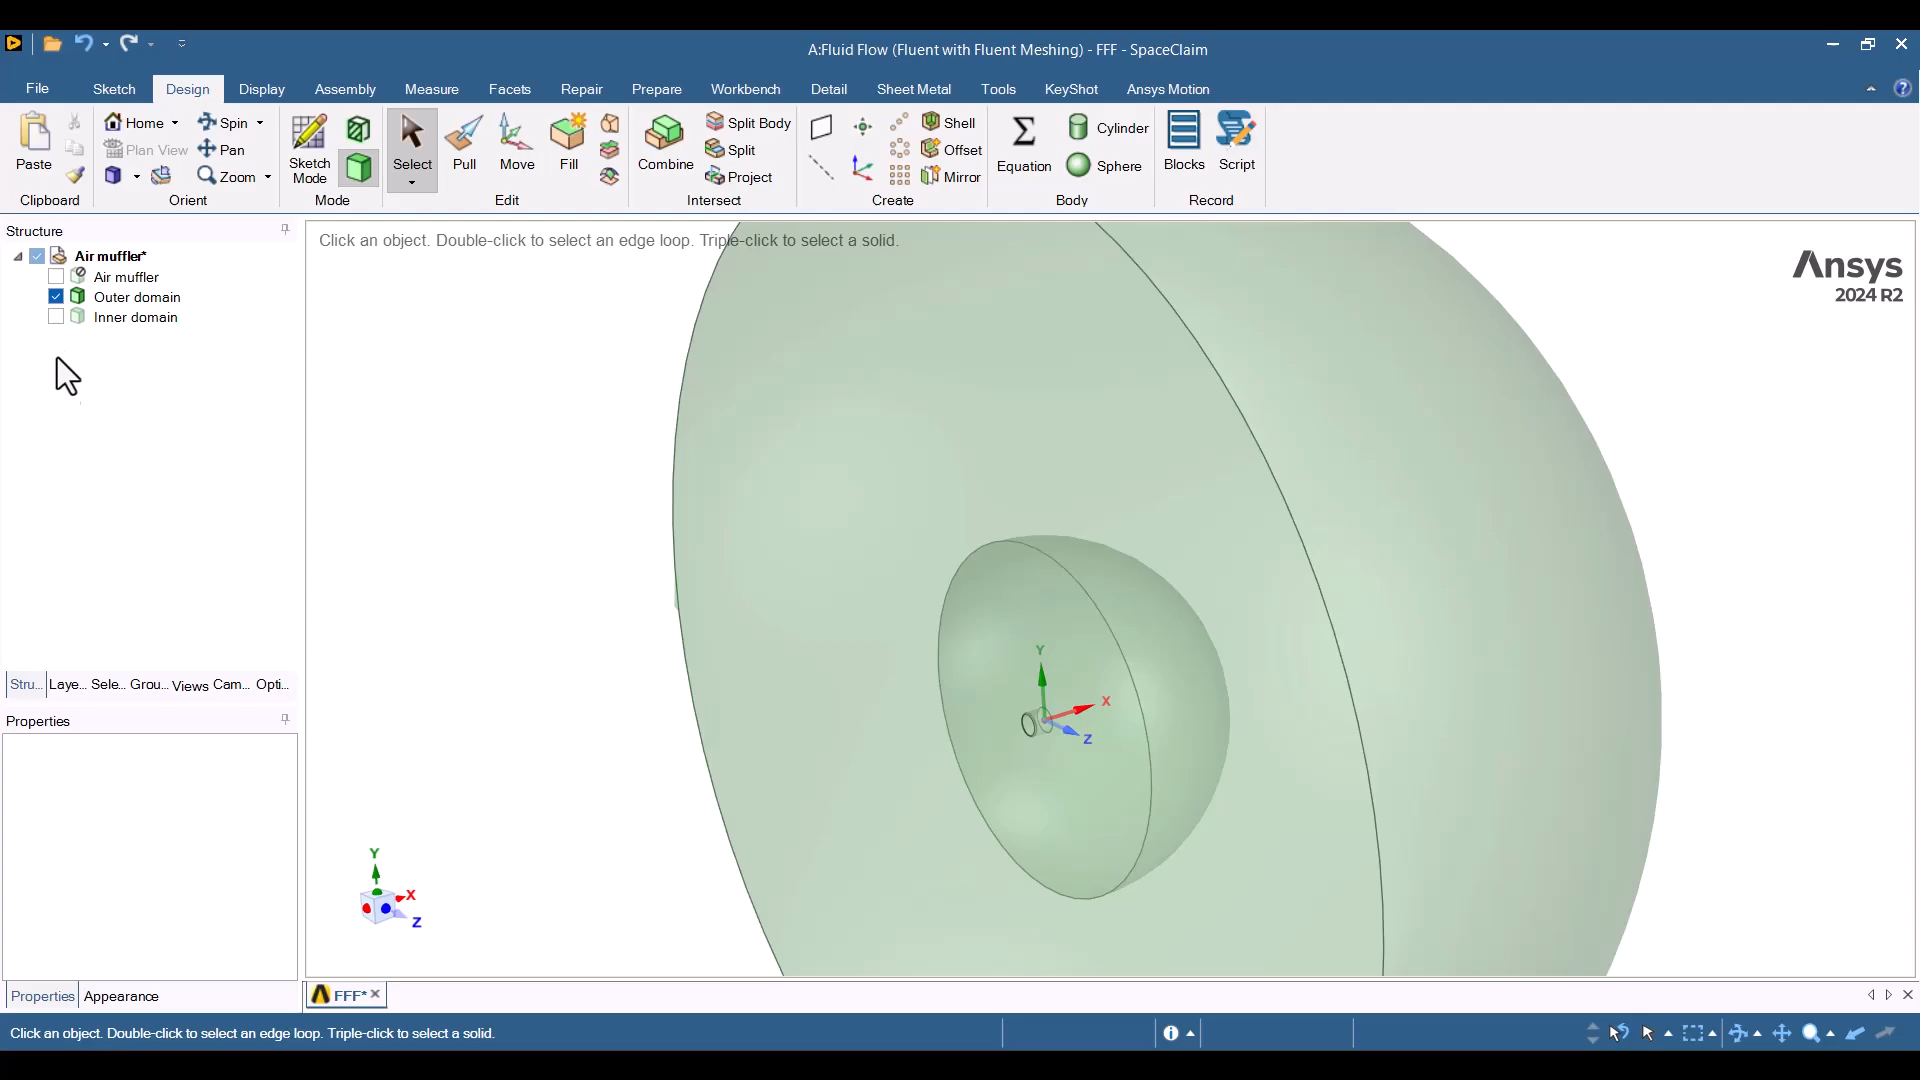 A:Fluid Flow (Fluent with Fluent Meshing) - FFF - SpaceClaim
File Sketch Design Display Assembly Measure Facets Repair Prepare Workbench Detail Sheet Metal Tools KeyShot Ansys Motion
Paste
Clipboard
Home Spin
Plan View Pan
Zoom
Orient
Sketch Mode
Mode
Select Pull Move Fill
Edit
Combine
Split Body
Split
Project
Intersect
Shell
Offset
Mirror
Create
Equation
Cylinder
Sphere
Body
Blocks Script
Record
Structure
Air muffler*
Air muffler
Outer domain
Inner domain
Stru... Laye... Sele... Grou... Views Cam... Opti...
Properties
Properties Appearance
Click an object. Double-click to select an edge loop. Triple-click to select a solid.
Ansys
2024 R2
Y
X
Z
Y
X
Z
FFF*
Click an object. Double-click to select an edge loop. Triple-click to select a solid.